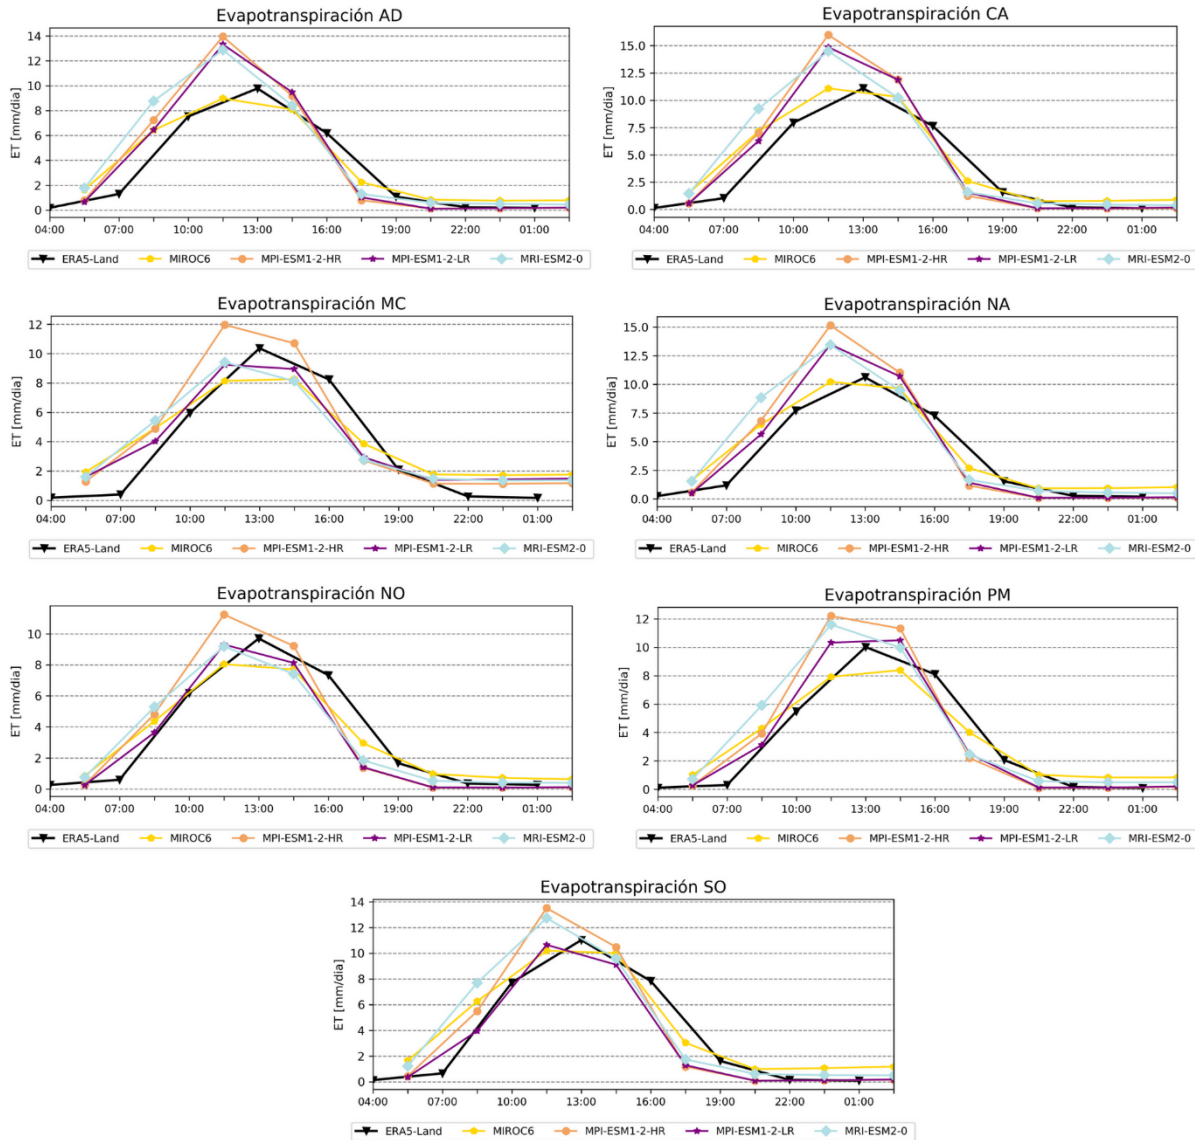 Evapotranspiración AD
14
12
10
8
6
4
2
0
ET [mm/dia]
04:00 07:00 10:00 13:00 16:00 19:00 22:00 01:00
ERA5-Land MIROC6 MPI-ESM1-2-HR MPI-ESM1-2-LR MRI-ESM2-0
Evapotranspiración CA
15.0
12.5
10.0
7.5
5.0
2.5
0.0
ET [mm/dia]
04:00 07:00 10:00 13:00 16:00 19:00 22:00 01:00
ERA5-Land MIROC6 MPI-ESM1-2-HR MPI-ESM1-2-LR MRI-ESM2-0
Evapotranspiración MC
12
10
8
6
4
2
0
ET [mm/dia]
04:00 07:00 10:00 13:00 16:00 19:00 22:00 01:00
ERA5-Land MIROC6 MPI-ESM1-2-HR MPI-ESM1-2-LR MRI-ESM2-0
Evapotranspiración NA
15.0
12.5
10.0
7.5
5.0
2.5
0.0
ET [mm/dia]
04:00 07:00 10:00 13:00 16:00 19:00 22:00 01:00
ERA5-Land MIROC6 MPI-ESM1-2-HR MPI-ESM1-2-LR MRI-ESM2-0
Evapotranspiración NO
10
8
6
4
2
0
ET [mm/dia]
04:00 07:00 10:00 13:00 16:00 19:00 22:00 01:00
ERA5-Land MIROC6 MPI-ESM1-2-HR MPI-ESM1-2-LR MRI-ESM2-0
Evapotranspiración PM
12
10
8
6
4
2
0
ET [mm/dia]
04:00 07:00 10:00 13:00 16:00 19:00 22:00 01:00
ERA5-Land MIROC6 MPI-ESM1-2-HR MPI-ESM1-2-LR MRI-ESM2-0
Evapotranspiración SO
14
12
10
8
6
4
2
0
ET [mm/dia]
04:00 07:00 10:00 13:00 16:00 19:00 22:00 01:00
ERA5-Land MIROC6 MPI-ESM1-2-HR MPI-ESM1-2-LR MRI-ESM2-0